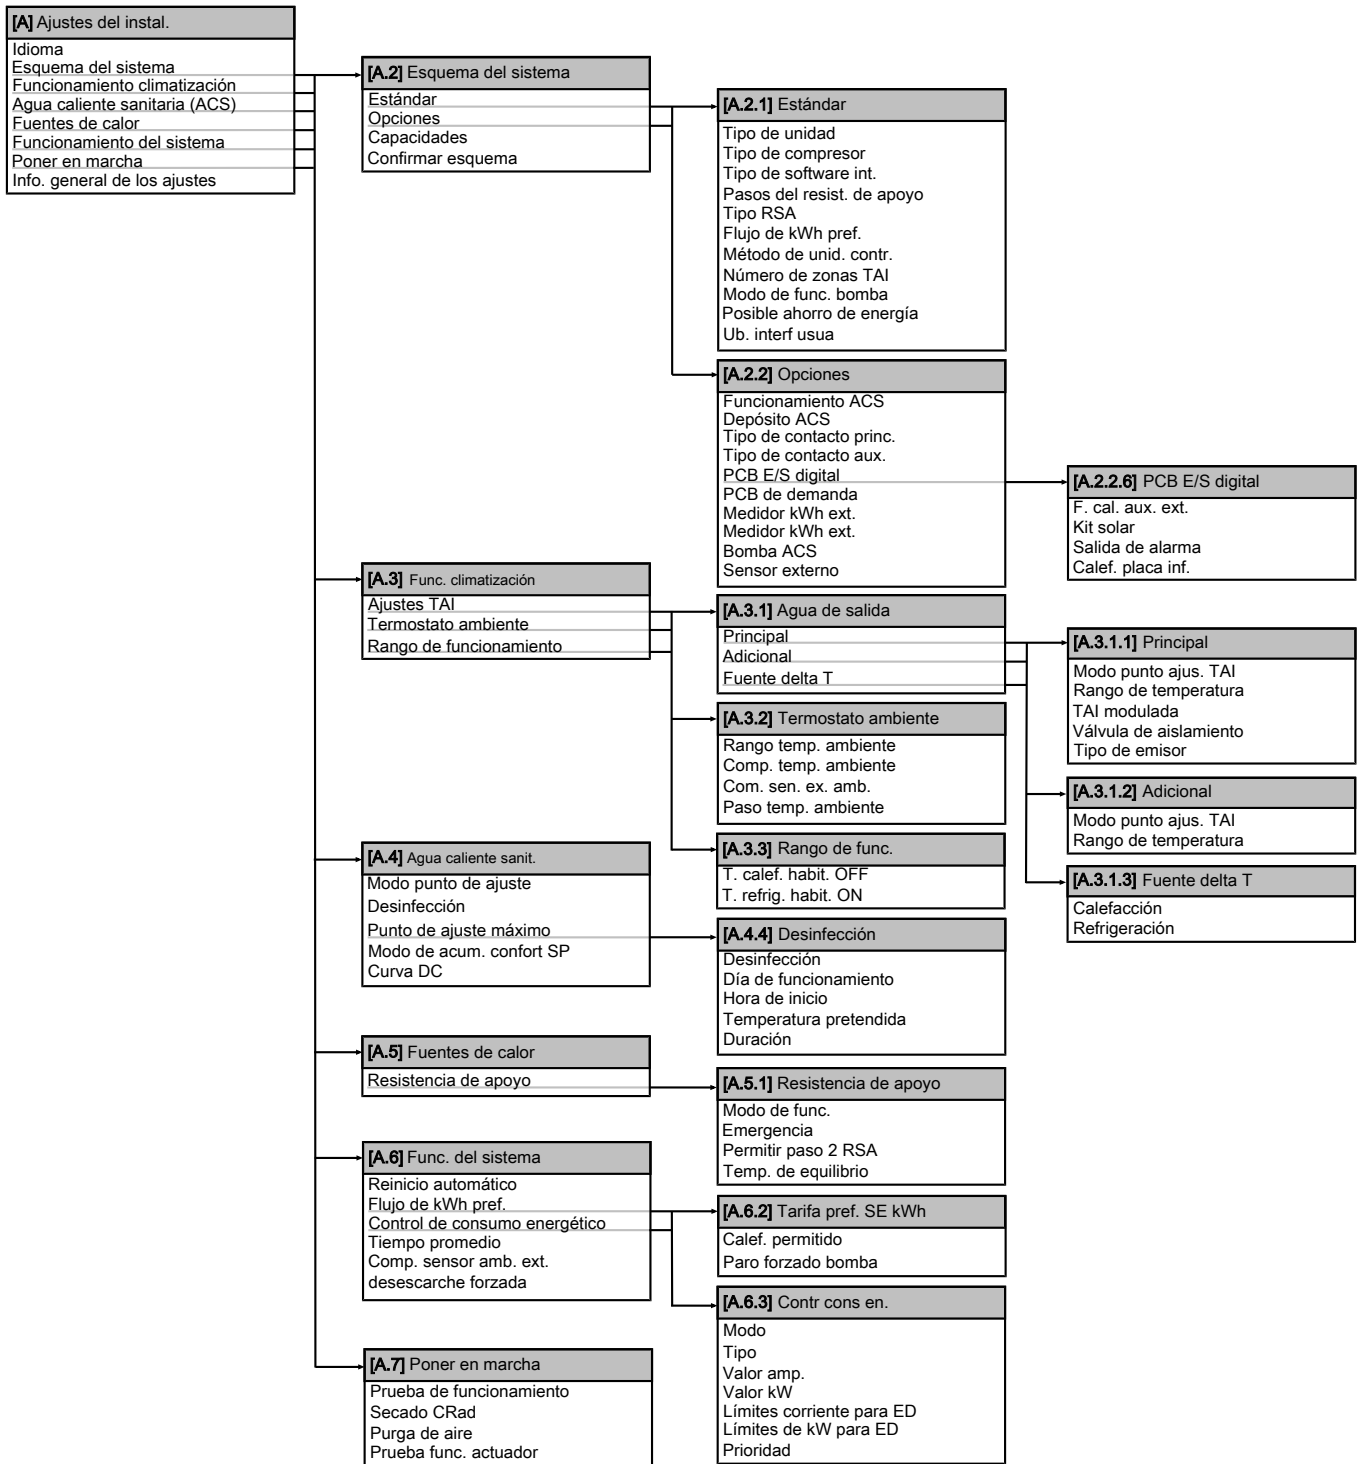 [A] Ajustes del instal.
Idioma
Esquema del sistema
Funcionamiento climatización
Agua caliente sanitaria (ACS)
Fuentes de calor
Funcionamiento del sistema
Poner en marcha
Info. general de los ajustes
[A.2] Esquema del sistema
Estándar
Opciones
Capacidades
Confirmar esquema
[A.2.1] Estándar
Tipo de unidad
Tipo de compresor
Tipo de software int.
Pasos del resist. de apoyo
Tipo RSA
Flujo de kWh pref.
Método de unid. contr.
Número de zonas TAI
Modo de func. bomba
Posible ahorro de energía
Ub. interf usua
[A.2.2] Opciones
Funcionamiento ACS
Depósito ACS
Tipo de contacto princ.
Tipo de contacto aux.
PCB E/S digital
PCB de demanda
Medidor kWh ext.
Medidor kWh ext.
Bomba ACS
Sensor externo
[A.2.2.6] PCB E/S digital
F. cal. aux. ext.
Kit solar
Salida de alarma
Calef. placa inf.
[A.3] Func. climatización
Ajustes TAI
Termostato ambiente
Rango de funcionamiento
[A.3.1] Agua de salida
Principal
Adicional
Fuente delta T
[A.3.1.1] Principal
Modo punto ajus. TAI
Rango de temperatura
TAI modulada
Válvula de aislamiento
Tipo de emisor
[A.3.2] Termostato ambiente
Rango temp. ambiente
Comp. temp. ambiente
Com. sen. ex. amb.
Paso temp. ambiente
[A.3.1.2] Adicional
Modo punto ajus. TAI
Rango de temperatura
[A.3.3] Rango de func.
T. calef. habit. OFF
T. refrig. habit. ON
[A.3.1.3] Fuente delta T
Calefacción
Refrigeración
[A.4] Agua caliente sanit.
Modo punto de ajuste
Desinfección
Punto de ajuste máximo
Modo de acum. confort SP
Curva DC
[A.4.4] Desinfección
Desinfección
Día de funcionamiento
Hora de inicio
Temperatura pretendida
Duración
[A.5] Fuentes de calor
Resistencia de apoyo
[A.5.1] Resistencia de apoyo
Modo de func.
Emergencia
Permitir paso 2 RSA
Temp. de equilibrio
[A.6] Func. del sistema
Reinicio automático
Flujo de kWh pref.
Control de consumo energético
Tiempo promedio
Comp. sensor amb. ext.
desescarche forzada
[A.6.2] Tarifa pref. SE kWh
Calef. permitido
Paro forzado bomba
[A.6.3] Contr cons en.
Modo
Tipo
Valor amp.
Valor kW
Límites corriente para ED
Límites de kW para ED
Prioridad
[A.7] Poner en marcha
Prueba de funcionamiento
Secado CRad
Purga de aire
Prueba func. actuador